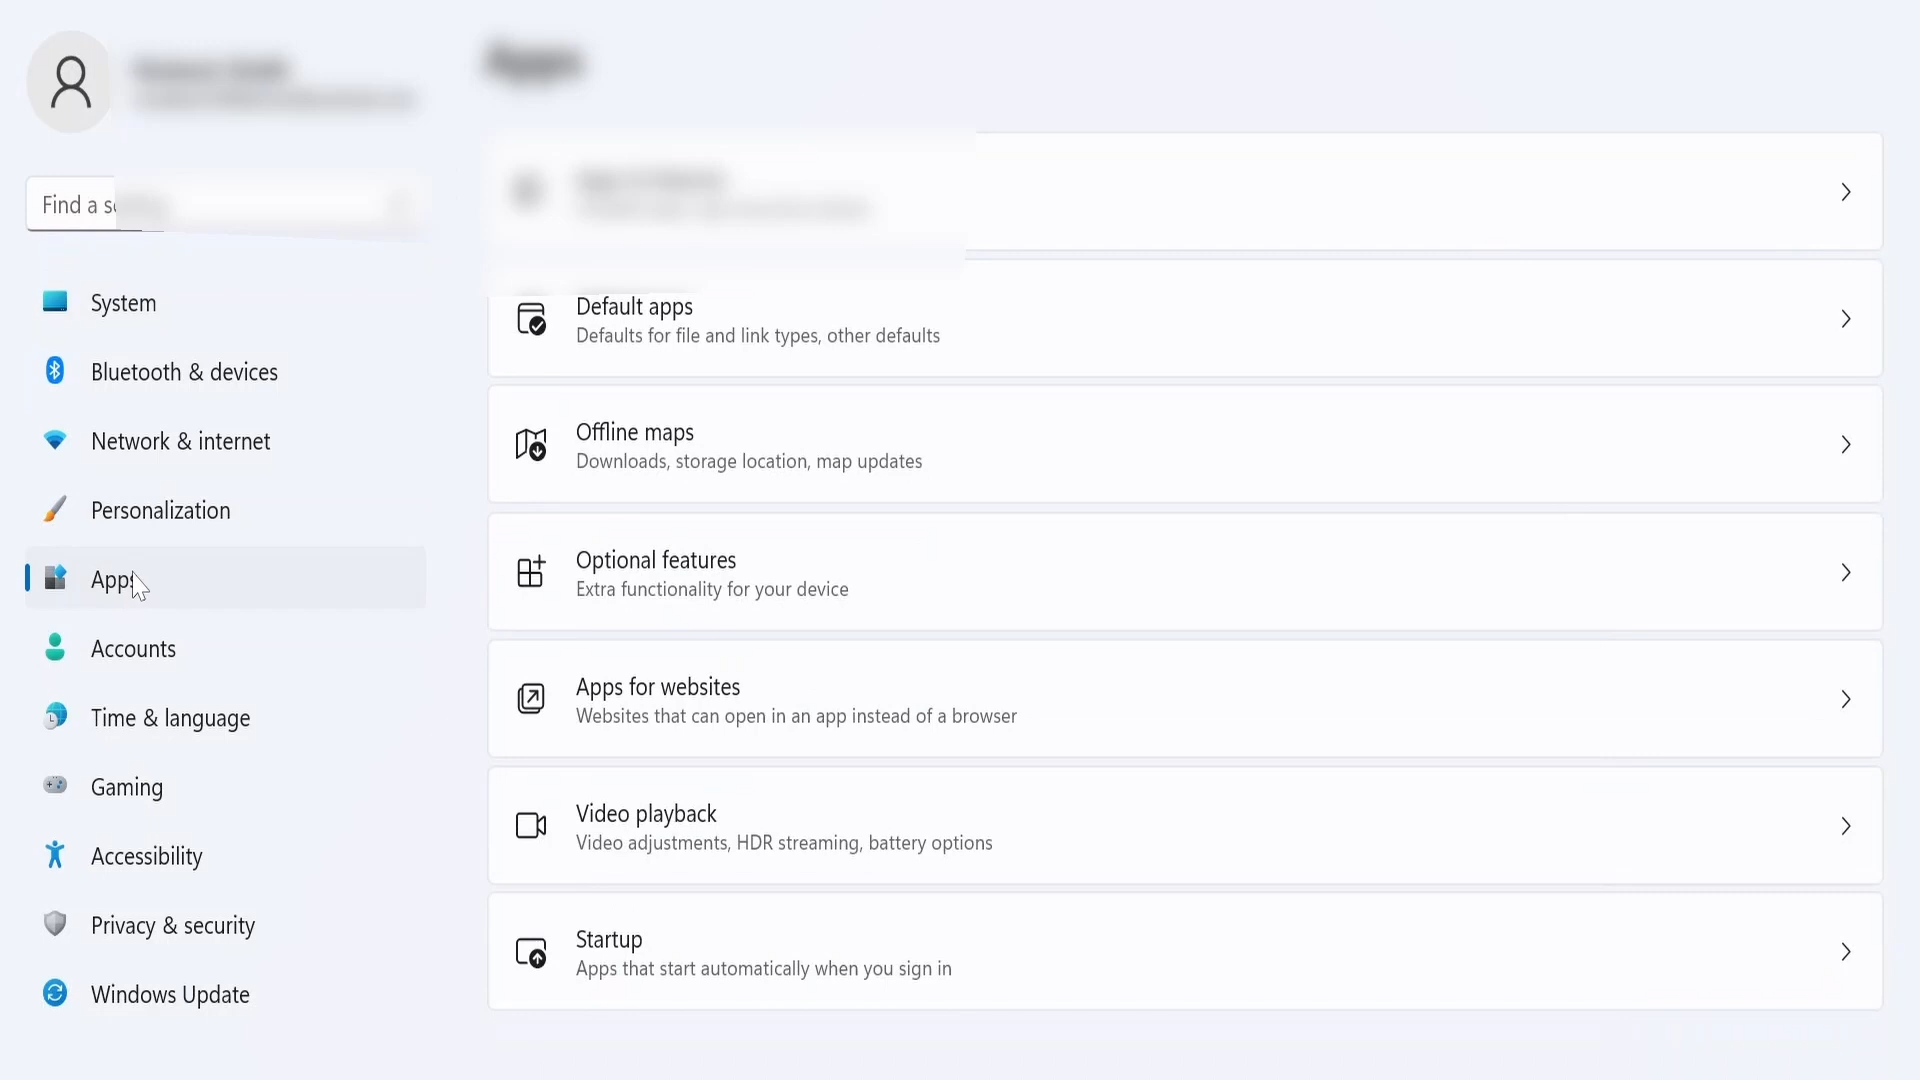 Apps
Find a s
System
Bluetooth & devices
Network & internet
Personalization
Apps
Accounts
Time & language
Gaming
Accessibility
Privacy & security
Windows Update
Default apps
Defaults for file and link types, other defaults
Offline maps
Downloads, storage location, map updates
Optional features
Extra functionality for your device
Apps for websites
Websites that can open in an app instead of a browser
Video playback
Video adjustments, HDR streaming, battery options
Startup
Apps that start automatically when you sign in